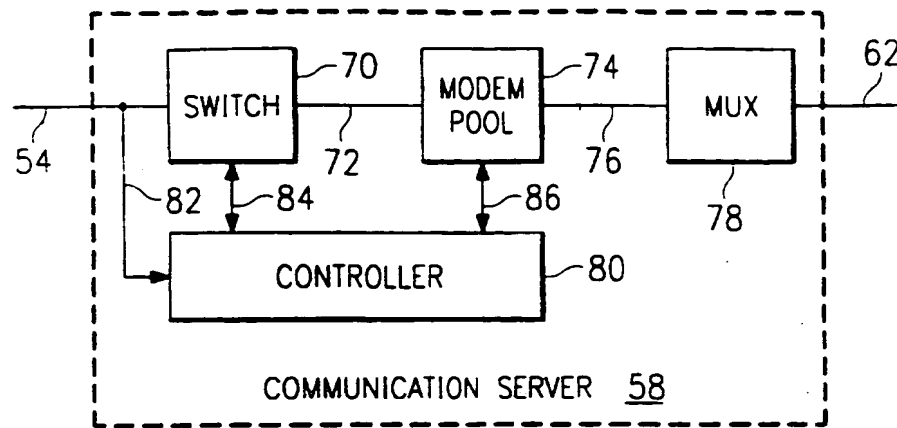 70
74
62
SWITCH
MODEM
POOL
MUX
54
72
76
82
84
86
78
CONTROLLER
80
COMMUNICATION SERVER 58